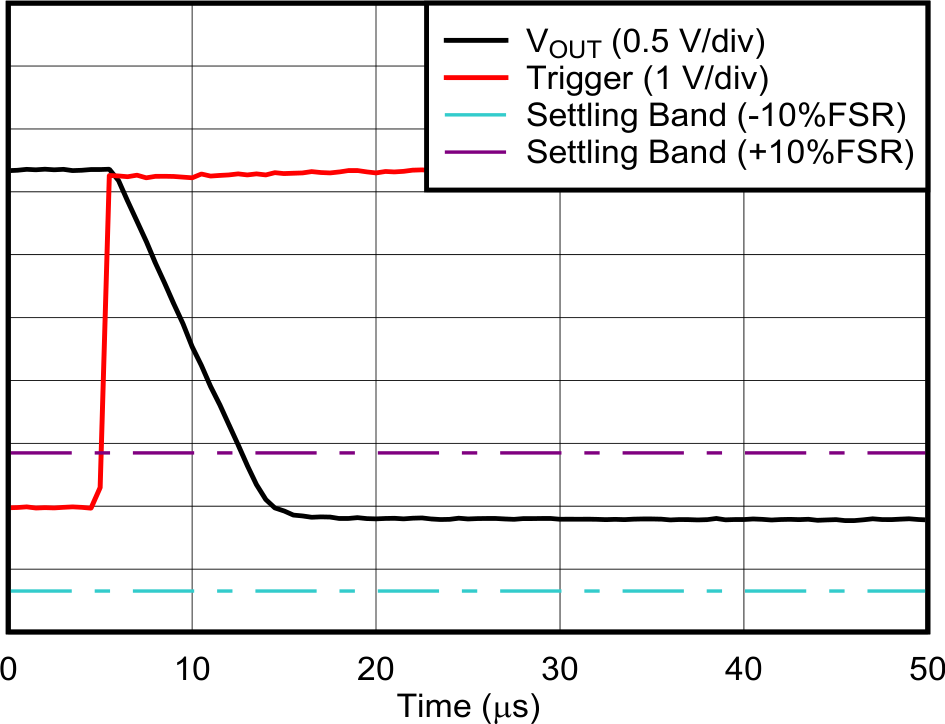 VOUT (0.5 V/div)
Trigger (1 V/div)
Settling Band (-10%FSR)
Settling Band (+10%FSR)
0 10 20 30 40 50
Time (μs)